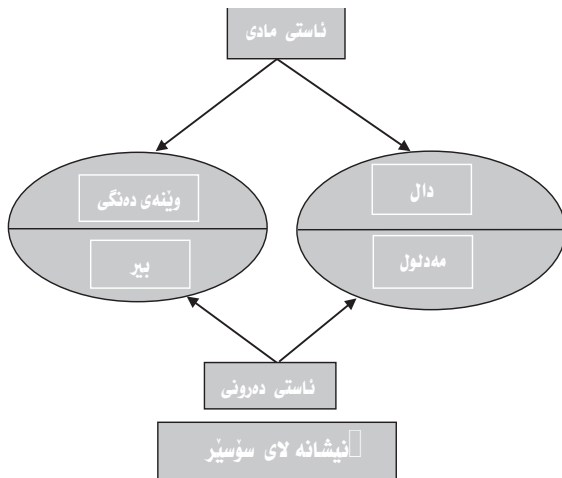 ئاستی مادی
دال
وێنەی دەنگی
مەدلول
بیر
ئاستی دەرونی
نیشانە لای سۆسێر